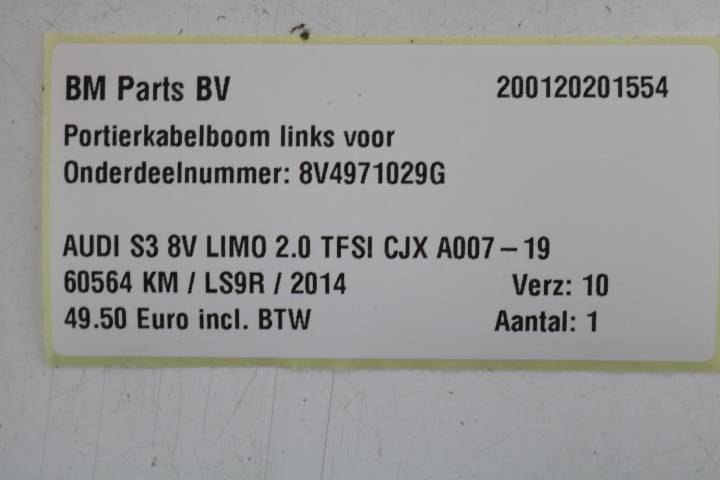 BM Parts BV 200120201554
Portierkabelboom links voor
Onderdeelnummer: 8V4971029G
AUDI S3 8V LIMO 2.0 TFSI CJX A007 – 19
60564 KM / LS9R / 2014 Verz: 10
49.50 Euro incl. BTW Aantal: 1